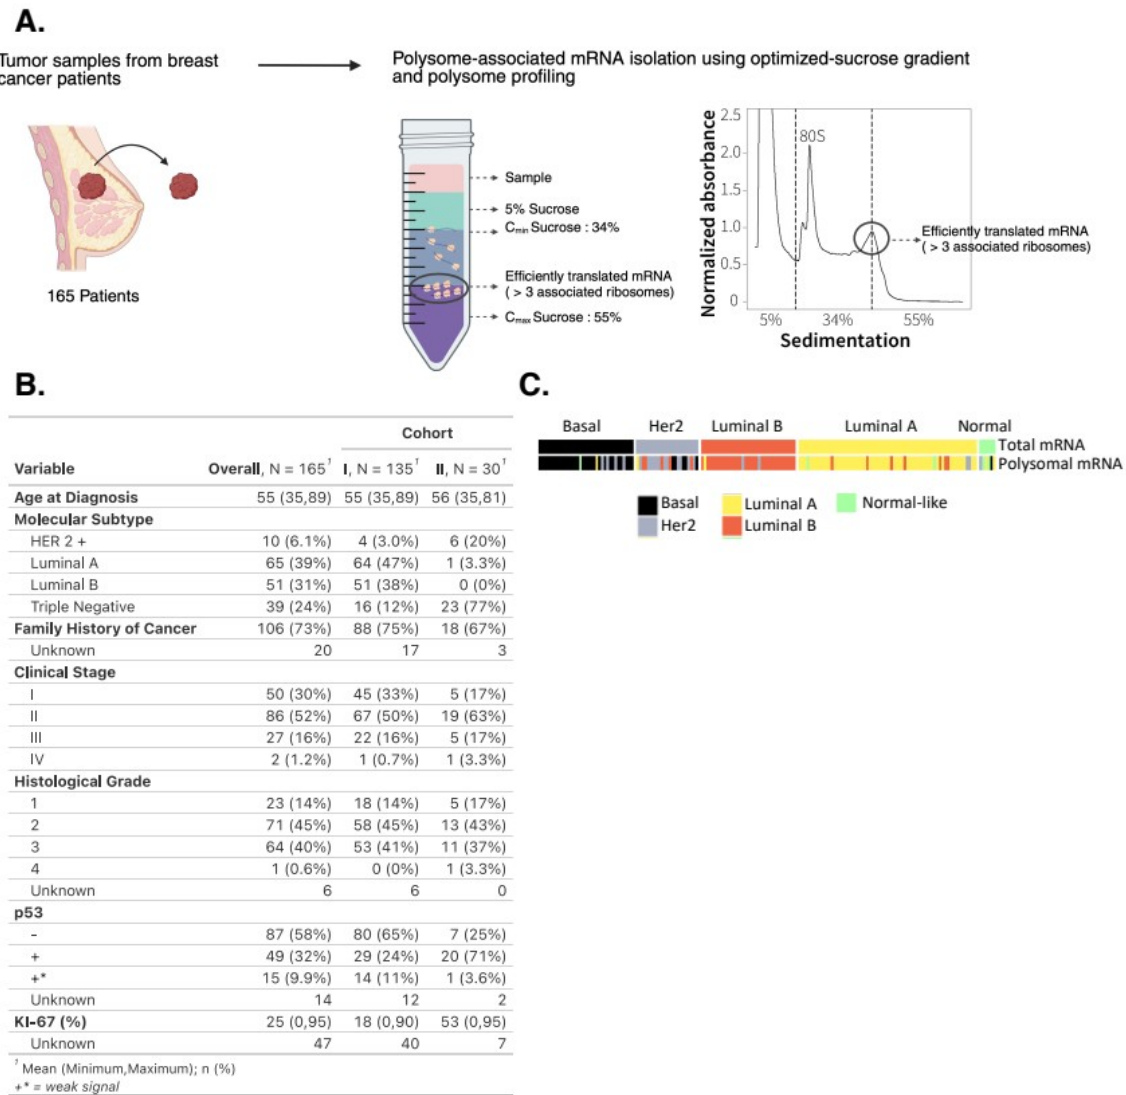 A.
Tumor samples from breast
cancer patients
Polysome-associated mRNA isolation using optimized-sucrose gradient
and polysome profiling
165 Patients
Sample
5% Sucrose
Cmin Sucrose : 34%
Efficiently translated mRNA
( > 3 associated ribosomes)
Cmax Sucrose : 55%
Normalized absorbance
2.5
2.0
1.5
1.0
0.5
0
80S
Efficiently translated mRNA
( > 3 associated ribosomes)
5% 34% 55%
Sedimentation
B.
Cohort
Variable Overall, N = 165¹ I, N = 135¹ II, N = 30¹
Age at Diagnosis 55 (35,89) 55 (35,89) 56 (35,81)
Molecular Subtype
HER 2 + 10 (6.1%) 4 (3.0%) 6 (20%)
Luminal A 65 (39%) 64 (47%) 1 (3.3%)
Luminal B 51 (31%) 51 (38%) 0 (0%)
Triple Negative 39 (24%) 16 (12%) 23 (77%)
Family History of Cancer 106 (73%) 88 (75%) 18 (67%)
Unknown 20 17 3
Clinical Stage
I 50 (30%) 45 (33%) 5 (17%)
II 86 (52%) 67 (50%) 19 (63%)
III 27 (16%) 22 (16%) 5 (17%)
IV 2 (1.2%) 1 (0.7%) 1 (3.3%)
Histological Grade
1 23 (14%) 18 (14%) 5 (17%)
2 71 (45%) 58 (45%) 13 (43%)
3 64 (40%) 53 (41%) 11 (37%)
4 1 (0.6%) 0 (0%) 1 (3.3%)
Unknown 6 6 0
p53
- 87 (58%) 80 (65%) 7 (25%)
+ 49 (32%) 29 (24%) 20 (71%)
+* 15 (9.9%) 14 (11%) 1 (3.6%)
Unknown 14 12 2
KI-67 (%) 25 (0,95) 18 (0,90) 53 (0,95)
Unknown 47 40 7
¹ Mean (Minimum,Maximum); n (%)
+* = weak signal
C.
Basal Her2 Luminal B Luminal A Normal
Total mRNA
Polysomal mRNA
Basal Luminal A Normal-like
Her2 Luminal B